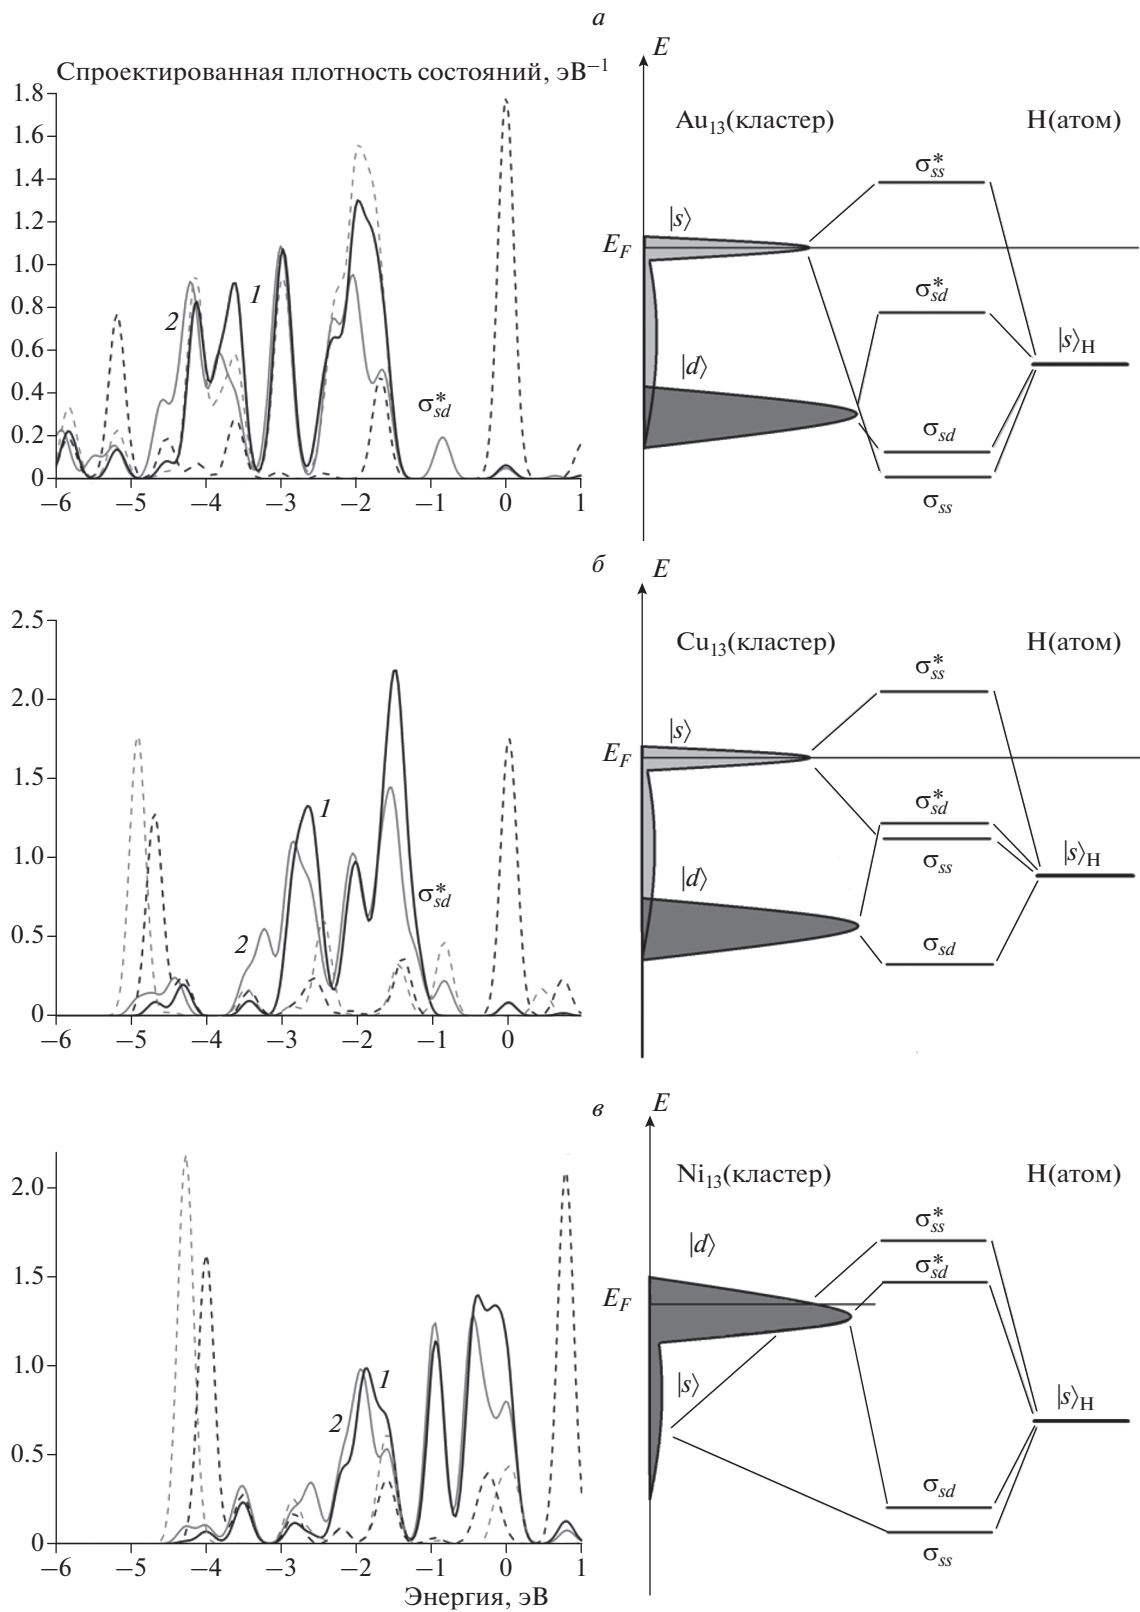 а
Спроектированная плотность состояний, эВ⁻¹
1.8
1.6
1.4
1.2
1.0
0.8
0.6
0.4
0.2
0
2
1
σ*sd
−6 −5 −4 −3 −2 −1 0 1
E
Au₁₃(кластер) H(атом)
σ*ss
|s⟩
E_F
σ*sd
|s⟩H
|d⟩
σsd
σss
б
2.5
2.0
1.5
1.0
0.5
0
1
2
σ*sd
−6 −5 −4 −3 −2 −1 0
E
Cu₁₃(кластер) H(атом)
σ*ss
|s⟩
E_F
σ*sd
σss
|s⟩H
|d⟩
σsd
в
2.0
1.5
1.0
0.5
0
1
2
−6 −5 −4 −3 −2 −1 0 1
Энергия, эВ
E
Ni₁₃(кластер) H(атом)
σ*ss
|d⟩
σ*sd
E_F
|s⟩
|s⟩H
σsd
σss